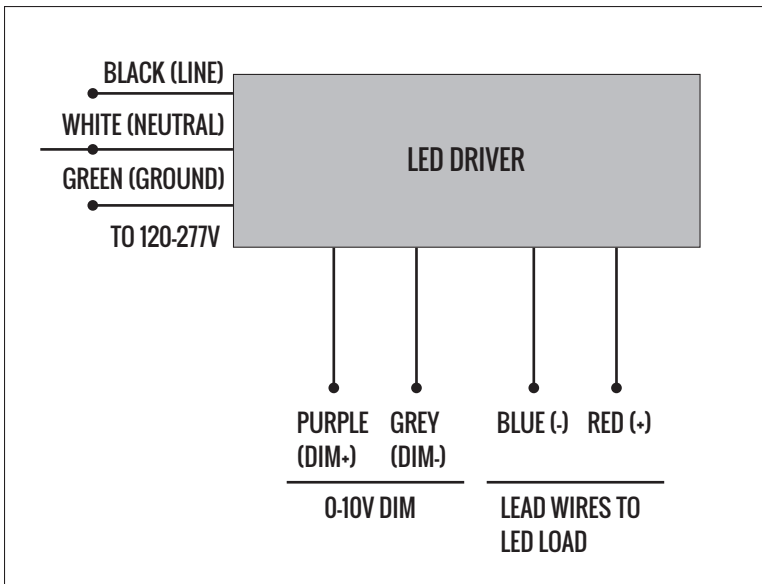 BLACK (LINE)
WHITE (NEUTRAL)
GREEN (GROUND)
TO 120-277V
LED DRIVER
PURPLE
(DIM+)
GREY
(DIM-)
0-10V DIM
BLUE (-)
RED (+)
LEAD WIRES TO
LED LOAD